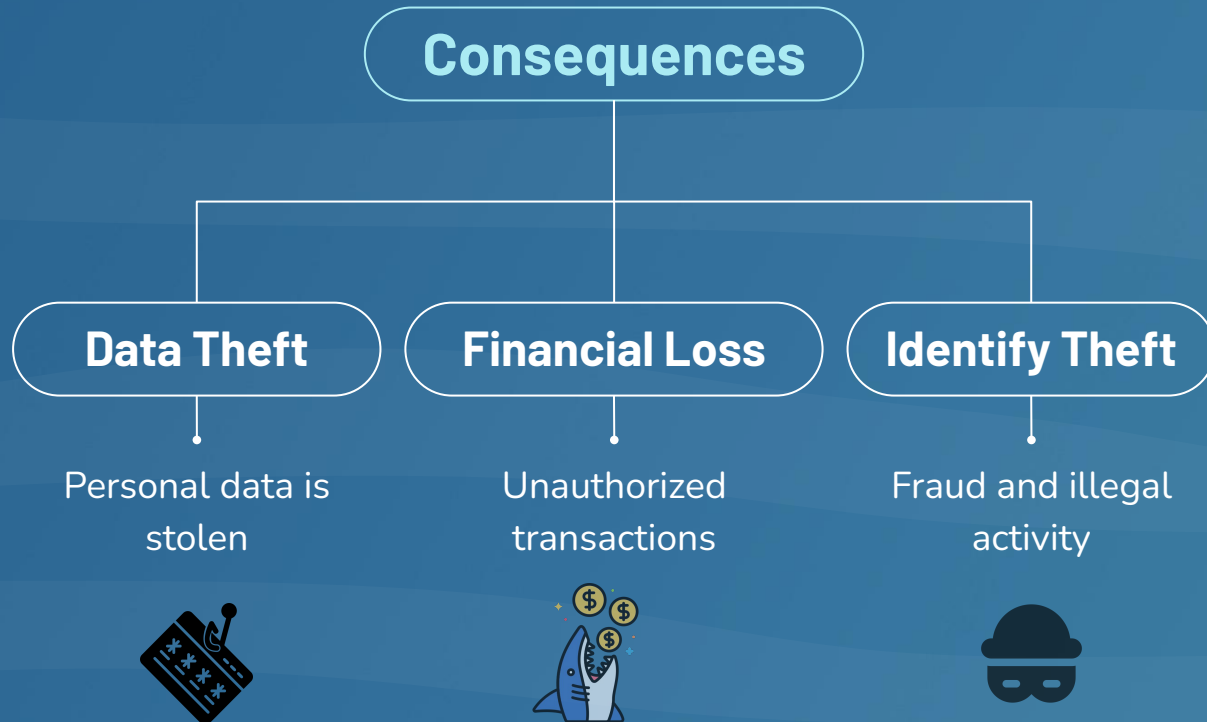 Consequences
Data Theft
Financial Loss
Identify Theft
Personal data is
stolen
Unauthorized
transactions
Fraud and illegal
activity
* * * *
$
$
$